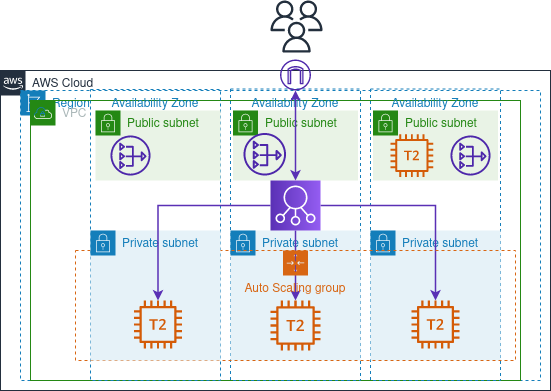 aws
AWS Cloud
Region
Availability Zone
Availability Zone
Availability Zone
VPC
Public subnet
Public subnet
Public subnet
T2
Private subnet
Private subnet
Private subnet
Auto Scaling group
T2
T2
T2